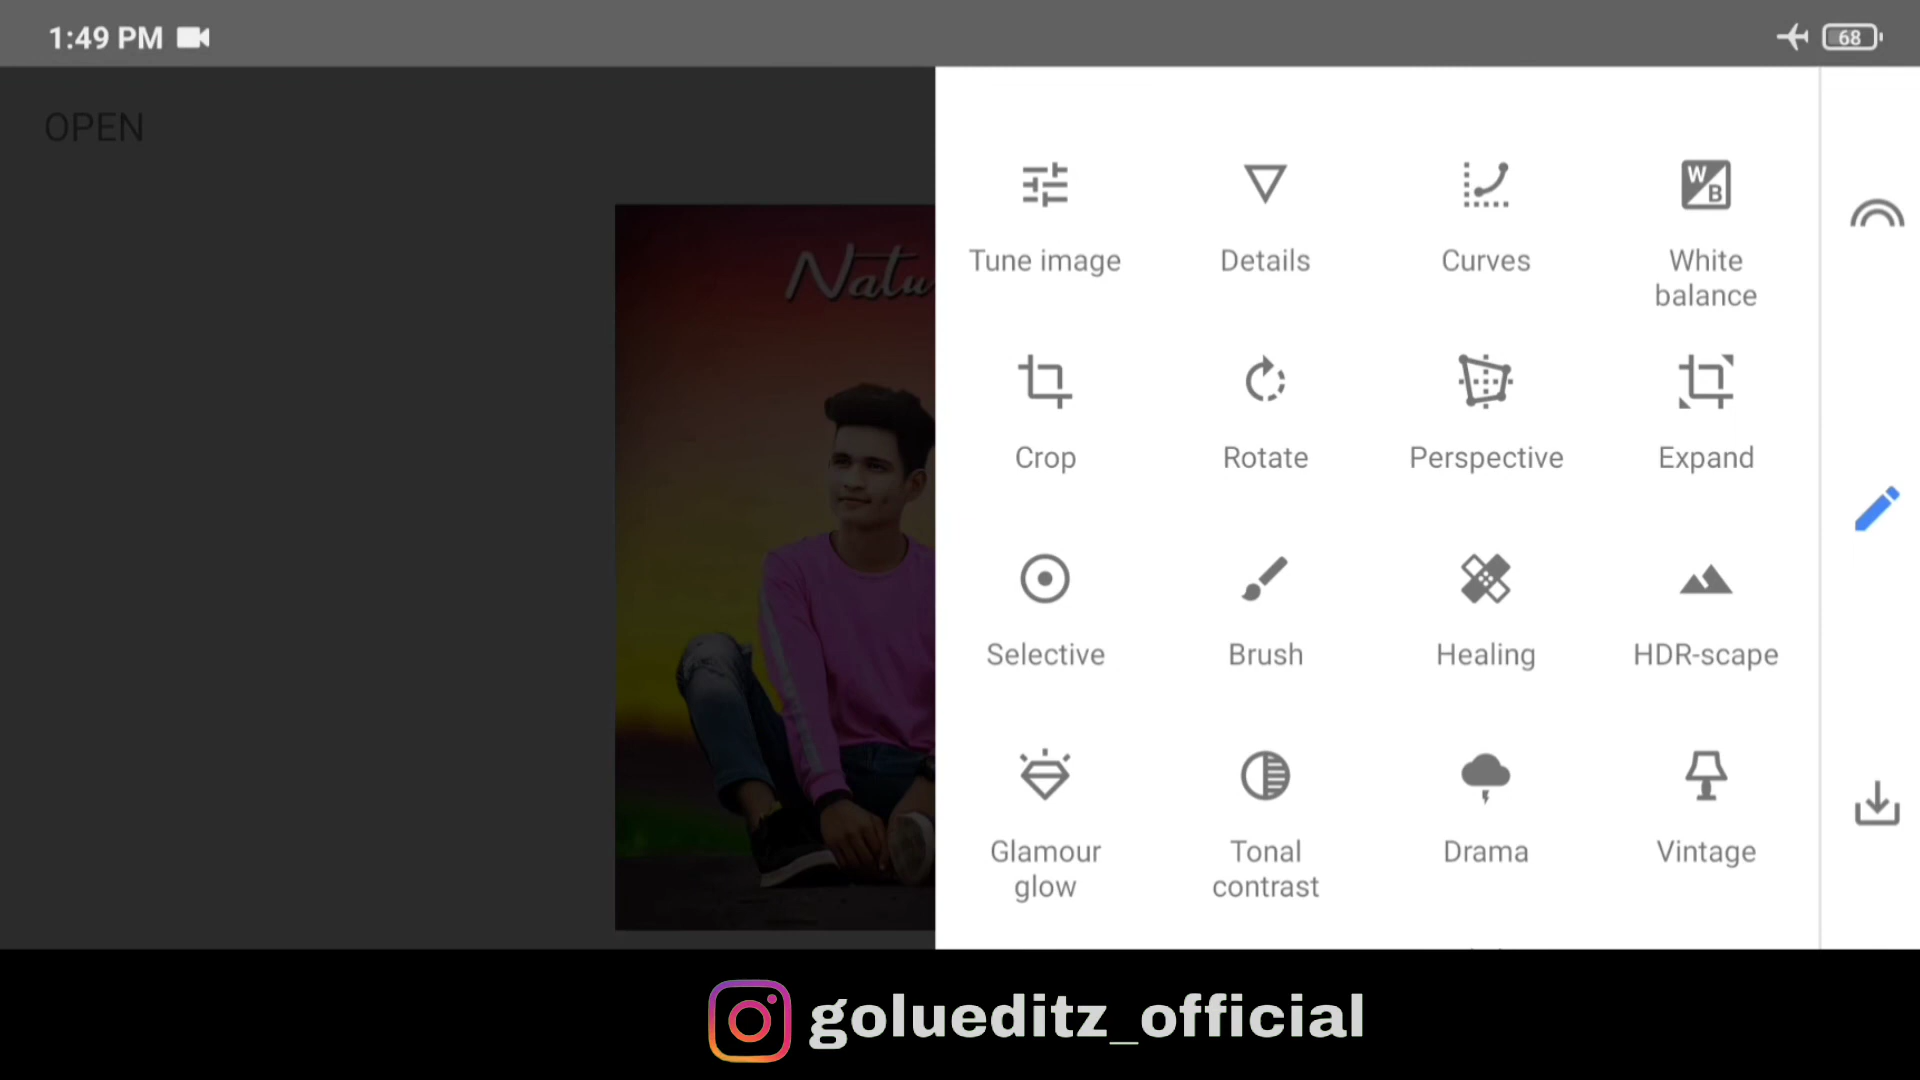 1:49 PM
68
OPEN
Natu
Tune image
Details
Curves
W
B
White
balance
Crop
Rotate
Perspective
Expand
Selective
Brush
Healing
HDR-scape
Glamour
glow
Tonal
contrast
Drama
Vintage
golueditz_official